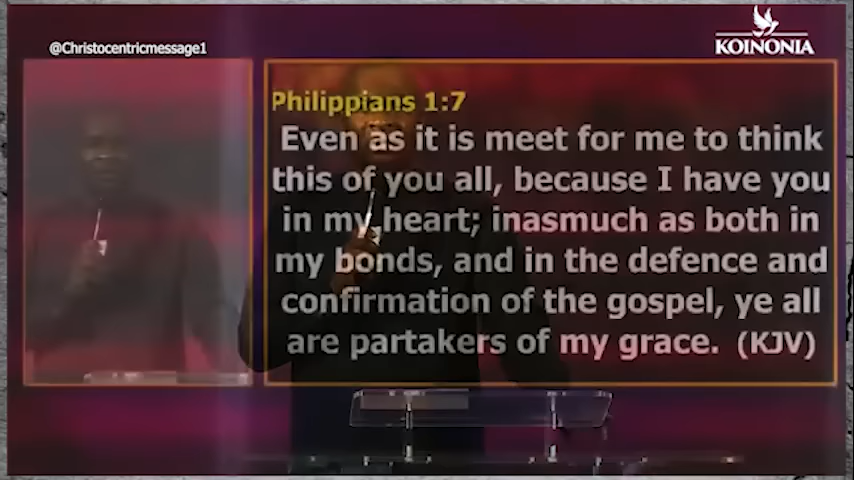 @Christocentricmessage1
KOINONIA
Philippians 1:7
Even as it is meet for me to think
this of you all, because I have you
in my heart; inasmuch as both in
my bonds, and in the defence and
confirmation of the gospel, ye all
are partakers of my grace. (KJV)